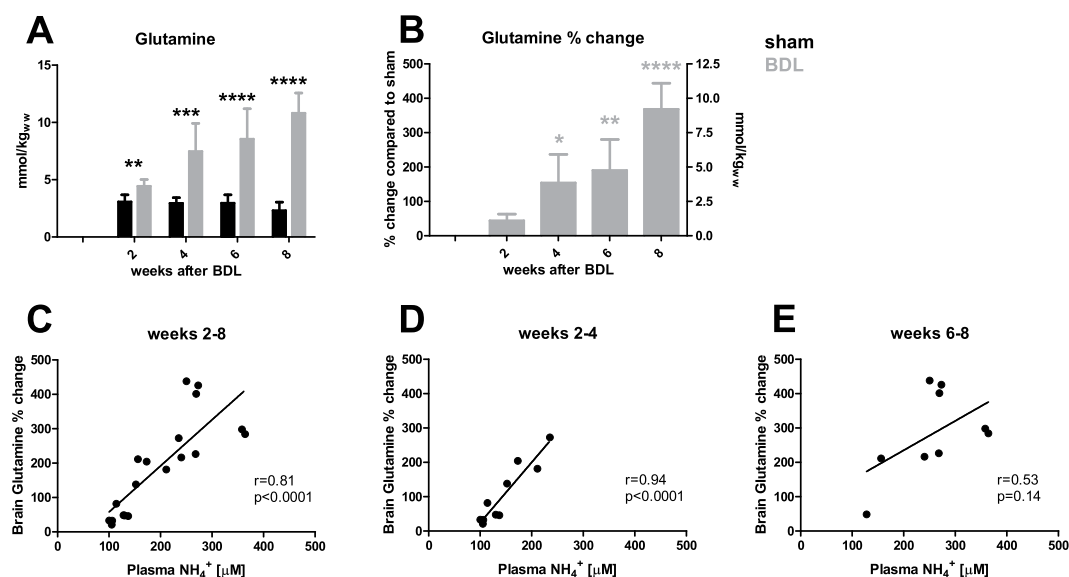 A
Glutamine
mmol/kgww
15
10
5
0
**
***
****
****
2
4
6
8
weeks after BDL
B
Glutamine % change
% change compared to sham
500
400
300
200
100
0
*
**
****
12.5
10.0
7.5
5.0
2.5
0.0
mmol/kgww
2
4
6
8
weeks after BDL
sham
BDL
C
weeks 2-8
Brain Glutamine % change
500
400
300
200
100
0
r=0.81
p<0.0001
0 100 200 300 400 500
Plasma NH4+ [µM]
D
weeks 2-4
Brain Glutamine % change
500
400
300
200
100
0
r=0.94
p<0.0001
0 100 200 300 400 500
Plasma NH4+ [µM]
E
weeks 6-8
Brain Glutamine % change
500
400
300
200
100
0
r=0.53
p=0.14
0 100 200 300 400 500
Plasma NH4+ [µM]